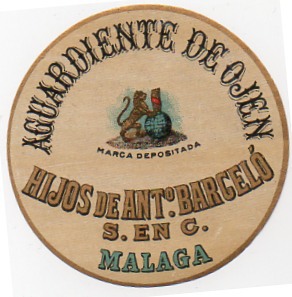 AGUARDIENTE DE OJEN
MARCA DEPOSITADA
HIJOS DE ANTº. BARCELÓ
S. EN C.
MALAGA